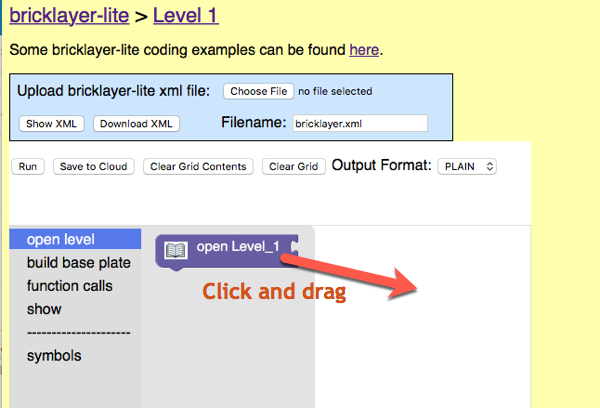 bricklayer-lite > Level 1
Some bricklayer-lite coding examples can be found here.
Upload bricklayer-lite xml file: Choose File no file selected
Show XML Download XML Filename: bricklayer.xml
Run Save to Cloud Clear Grid Contents Clear Grid Output Format: PLAIN
open level
open Level_1
build base plate
function calls
Click and drag
show
---------------------
symbols